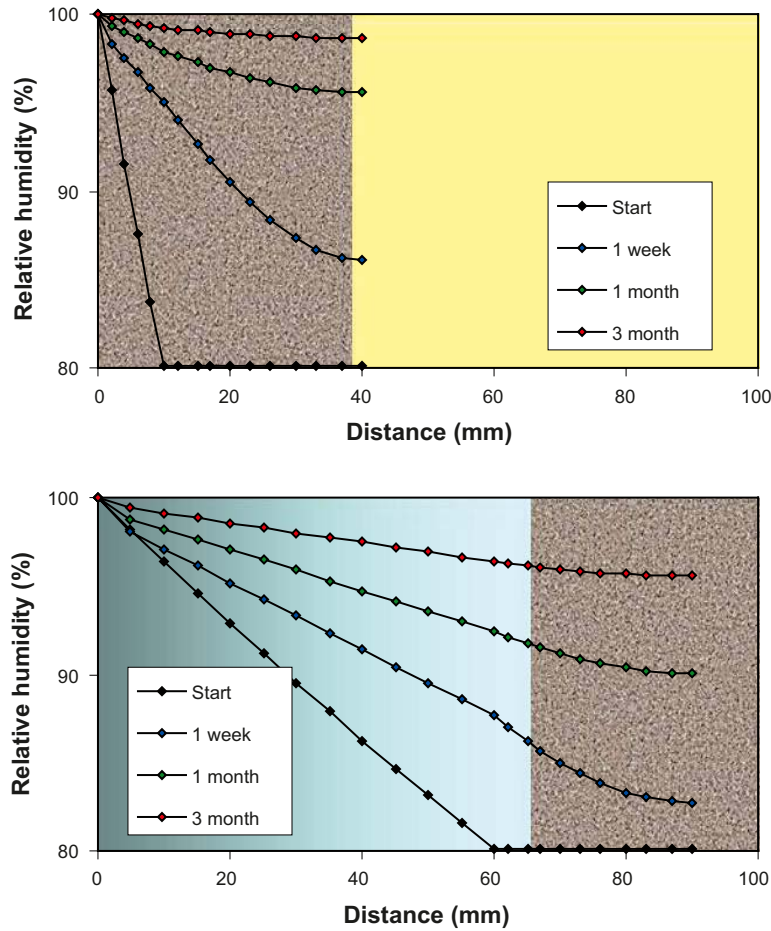 Relative humidity (%)
100
90
80
Start
1 week
1 month
3 month
0 20 40 60 80 100
Distance (mm)
Relative humidity (%)
100
90
80
Start
1 week
1 month
3 month
0 20 40 60 80 100
Distance (mm)